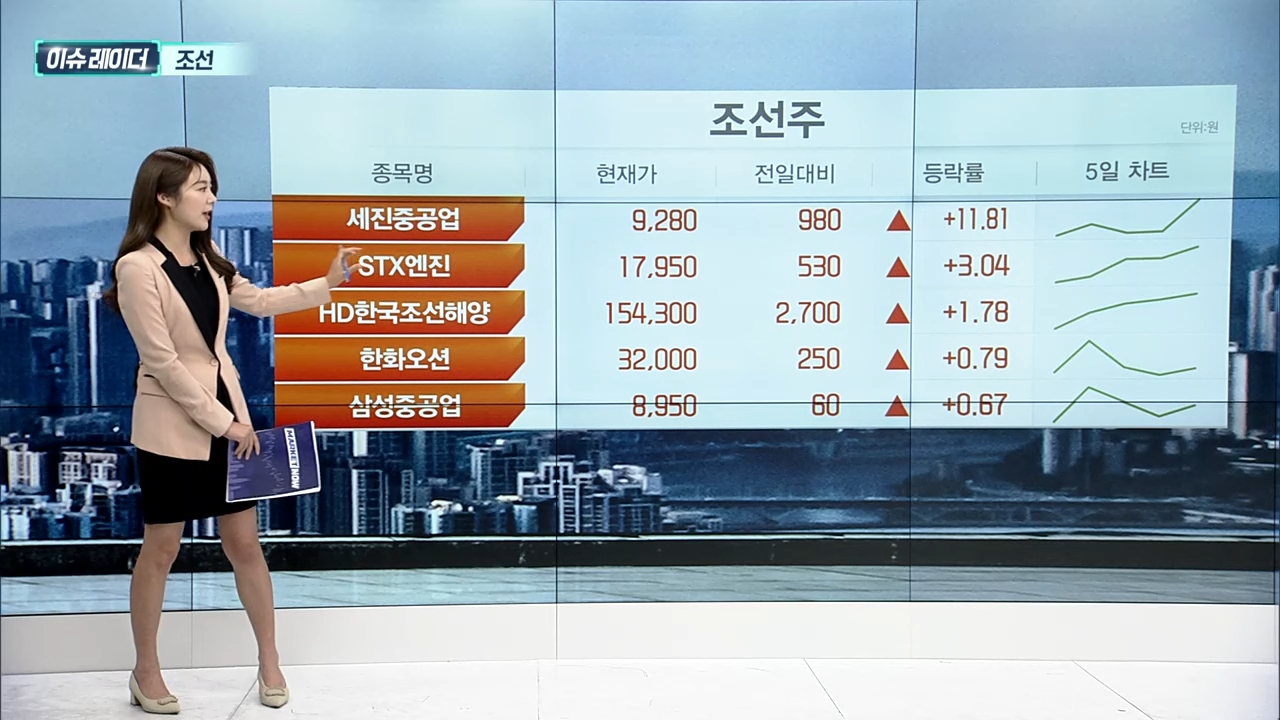 이슈 레이더 조선
조선주
단위:원
종목명 현재가 전일대비 등락률 5일 차트
세진중공업 9,280 980 ▲ +11.81
STX엔진 17,950 530 ▲ +3.04
HD한국조선해양 154,300 2,700 ▲ +1.78
한화오션 32,000 250 ▲ +0.79
삼성중공업 8,950 60 ▲ +0.67
MARKET NOW